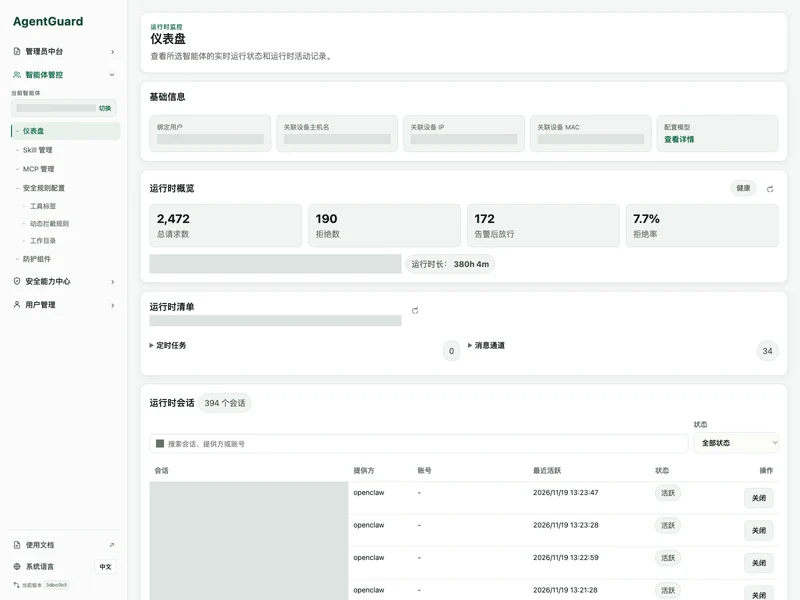 AgentGuard
管理员中台
智能体管控
当前智能体
切换
仪表盘
Skill 管理
MCP 管理
安全规则配置
工具标签
动态拦截规则
工作目录
防护组件
安全能力中心
用户管理
使用文档
系统语言
中文
当前版本
运行时监控
仪表盘
查看所选智能体的实时运行状态和运行时活动记录。
基础信息
绑定用户
关联设备主机名
关联设备 IP
关联设备 MAC
配置模型
查看详情
运行时概览
健康
2,472
总请求数
190
拒绝数
172
告警后放行
7.7%
拒绝率
运行时长： 380h 4m
运行时清单
定时任务
0
消息通道
34
运行时会话
394 个会话
状态
搜索会话、提供方或账号
全部状态
会话 提供方 账号 最近活跃 状态 操作
openclaw - 2026/11/19 13:23:47 活跃 关闭
openclaw - 2026/11/19 13:23:28 活跃 关闭
openclaw - 2026/11/19 13:22:59 活跃 关闭
openclaw - 2026/11/19 13:21:28 活跃 关闭